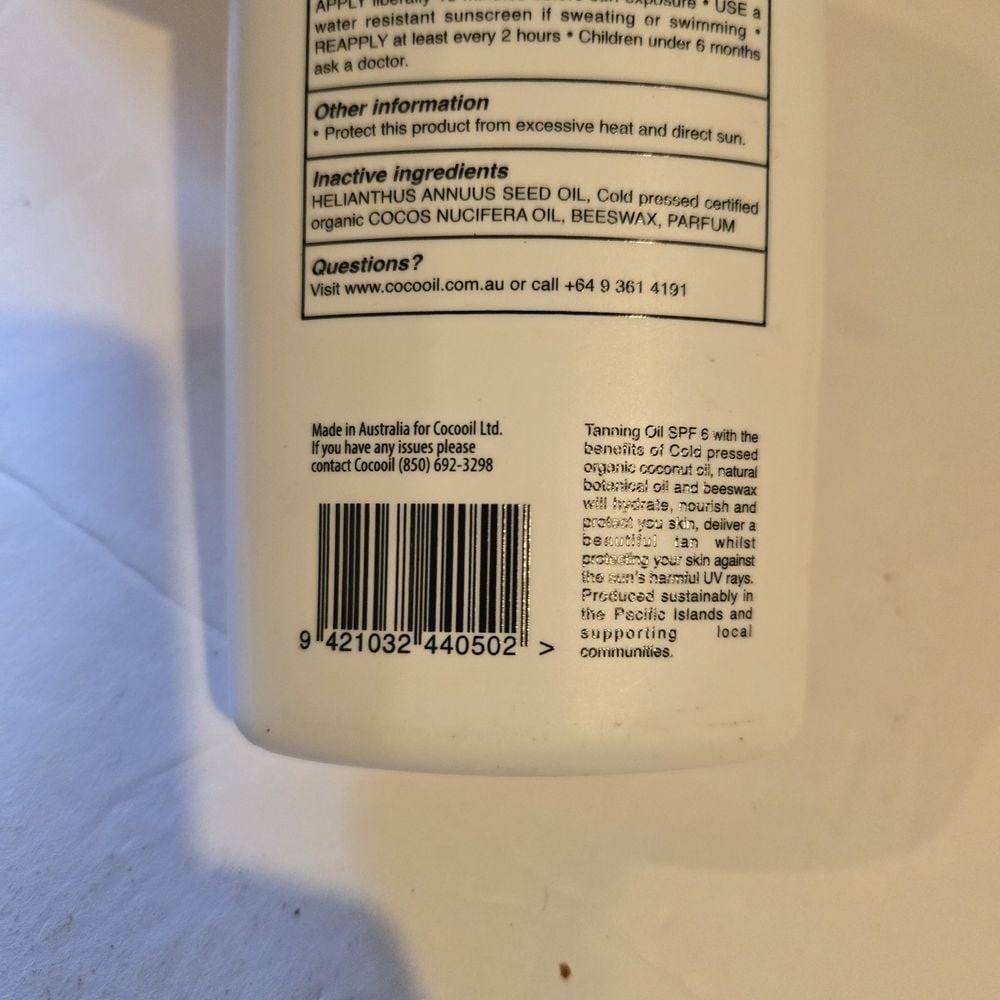 APPLY liberally exposure • USE a
water resistant sunscreen if sweating or swimming •
REAPPLY at least every 2 hours • Children under 6 months
ask a doctor.
Other information
• Protect this product from excessive heat and direct sun.
Inactive ingredients
HELIANTHUS ANNUUS SEED OIL, Cold pressed certified
organic COCOS NUCIFERA OIL, BEESWAX, PARFUM
Questions?
Visit www.cocooil.com.au or call +64 9 361 4191
Made in Australia for Cocooil Ltd.
If you have any issues please
contact Cocooil (850) 692-3298
9 421032 440502 >
Tanning Oil SPF 6 with the
benefits of Cold pressed
organic coconut oil, natural
botanical oil and beeswax
will hydrate, nourish and
protect you skin, deliver a
beautiful tan whilst
protecting your skin against
the sun's harmful UV rays.
Produced sustainably in
the Pacific Islands and
supporting local
communities.